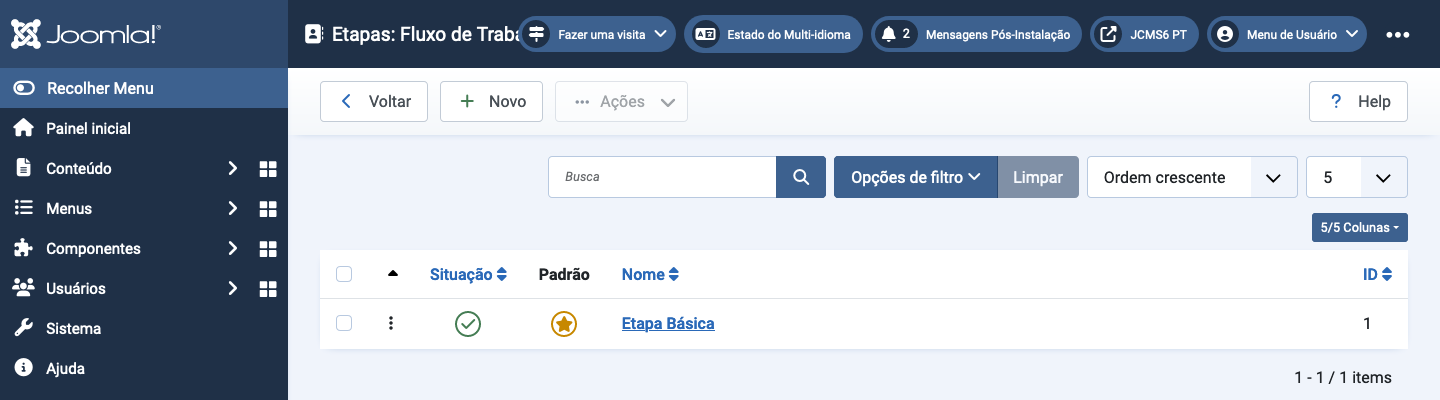 Joomla!®
Etapas: Fluxo de Traba
Fazer uma visita
Estado do Multi-idioma
2 Mensagens Pós-Instalação
JCMS6 PT
Menu de Usuário
Recolher Menu
Voltar
Novo
Ações
? Help
Painel inicial
Conteúdo
Menus
Componentes
Usuários
Sistema
Ajuda
Busca
Opções de filtro
Limpar
Ordem crescente
5
5/5 Colunas
Situação Padrão Nome ID
Etapa Básica 1
1 - 1 / 1 items